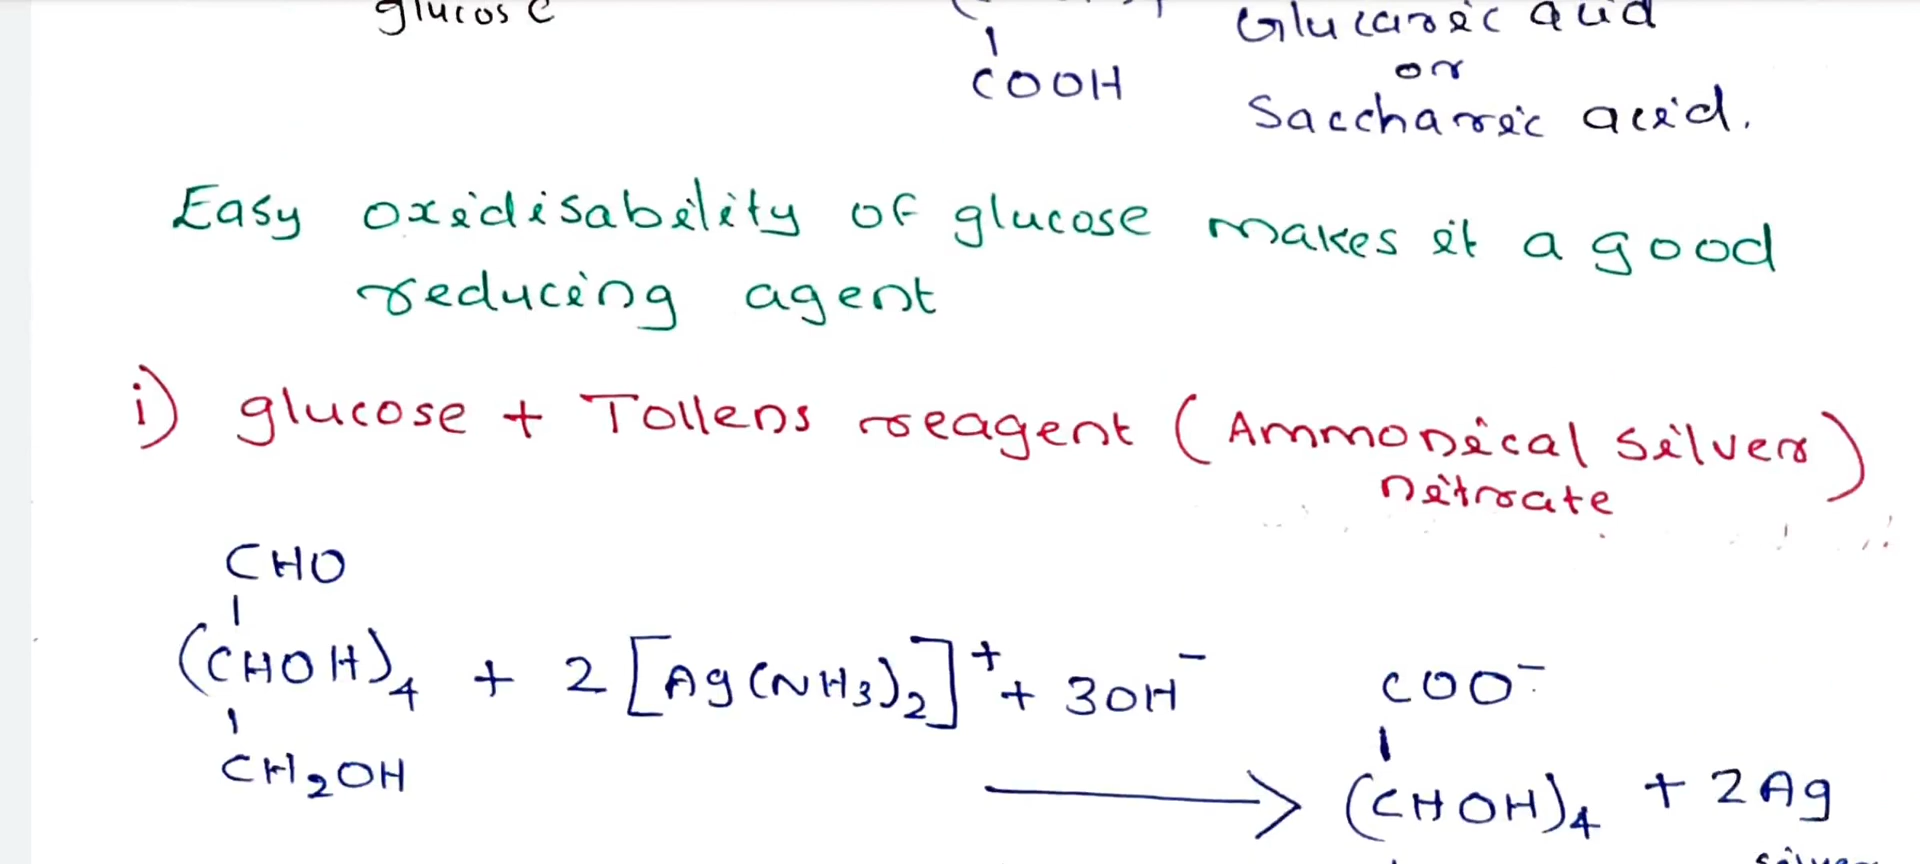 glucose
COOH
Glucaric acid
or
Saccharic acid.
Easy oxidisability of glucose makes it a good
reducing agent
i) glucose + Tollens reagent (Ammonical Silver
nitrate)
CHO
(CHOH)4 + 2[Ag(NH3)2]⁺ + 3OH⁻
CH2OH
COO⁻
⟶ (CHOH)4 + 2Ag